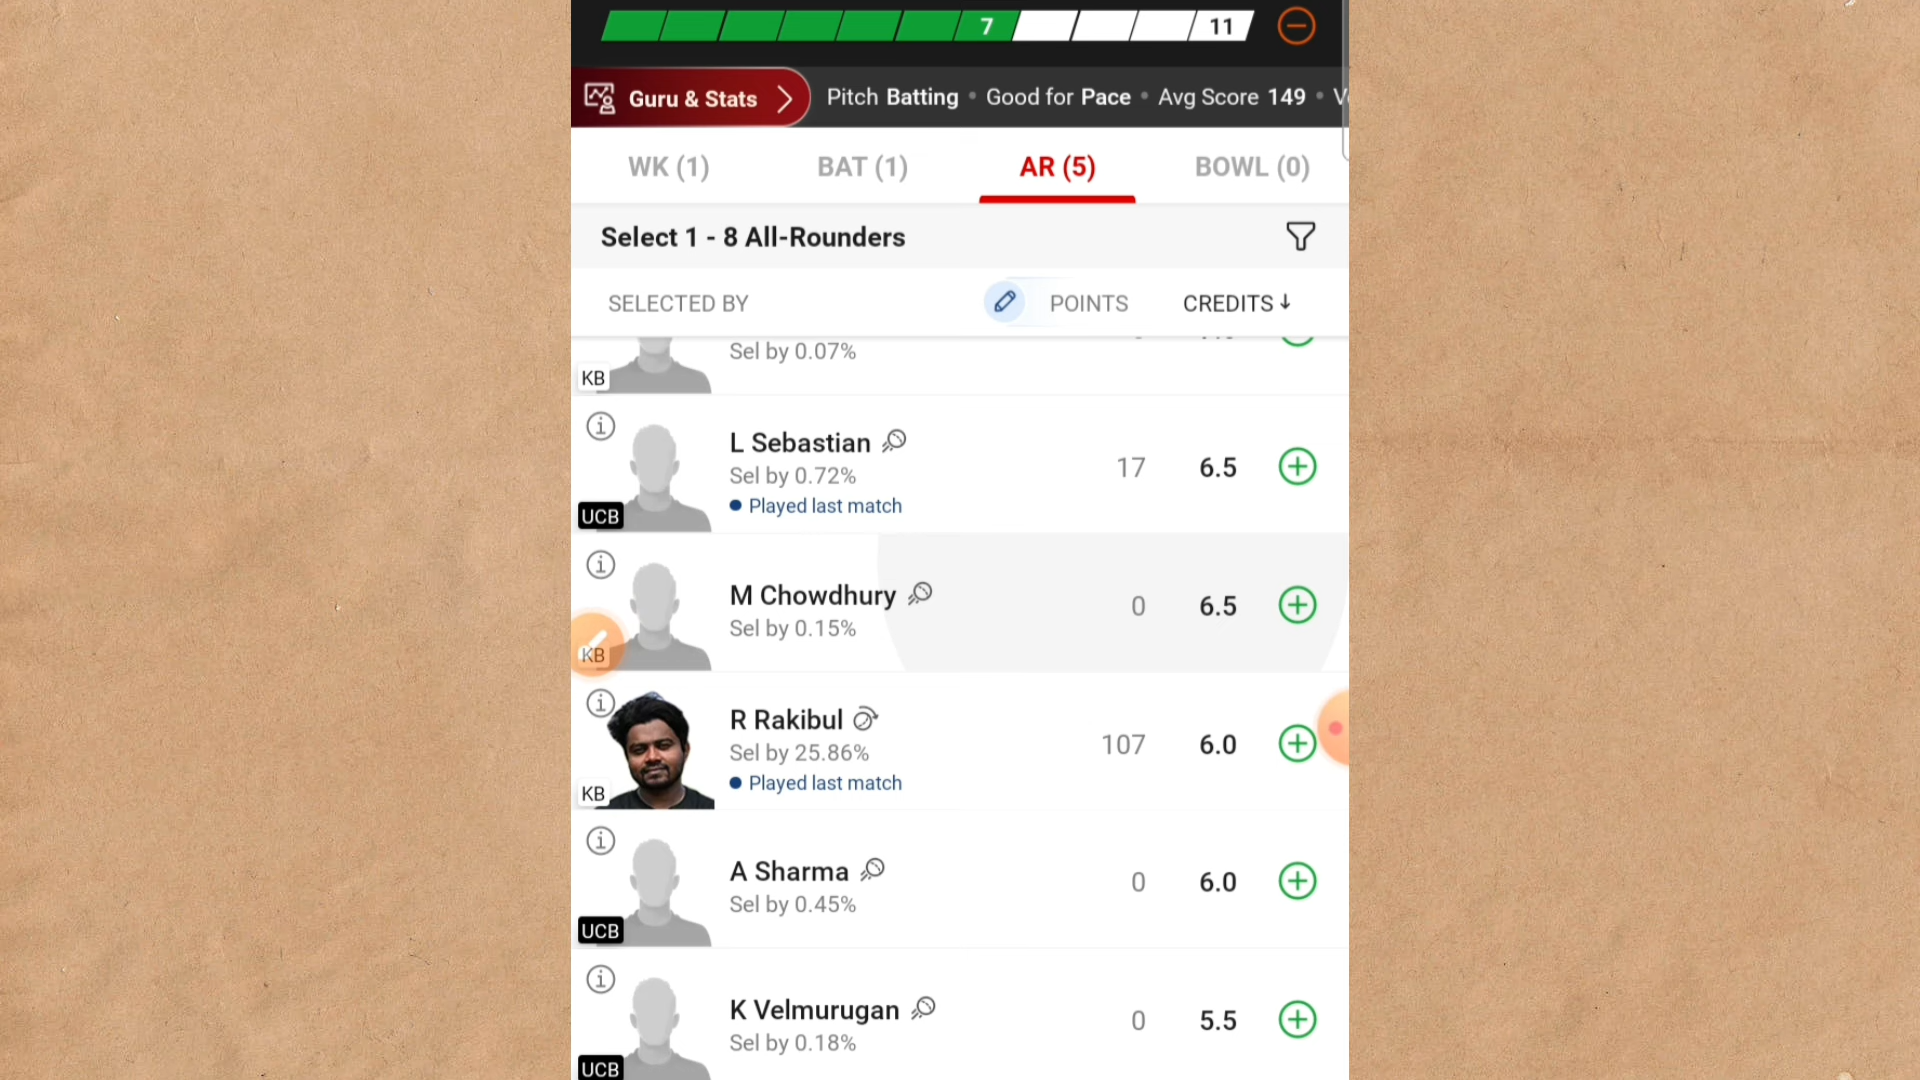 7
11
Guru & Stats
Pitch Batting • Good for Pace • Avg Score 149 •
WK (1)
BAT (1)
AR (5)
BOWL (0)
Select 1 - 8 All-Rounders
SELECTED BY
POINTS
CREDITS
Sel by 0.07%
KB
L Sebastian
Sel by 0.72%
Played last match
17
6.5
UCB
M Chowdhury
Sel by 0.15%
0
6.5
KB
R Rakibul
Sel by 25.86%
Played last match
107
6.0
KB
A Sharma
Sel by 0.45%
0
6.0
UCB
K Velmurugan
Sel by 0.18%
0
5.5
UCB